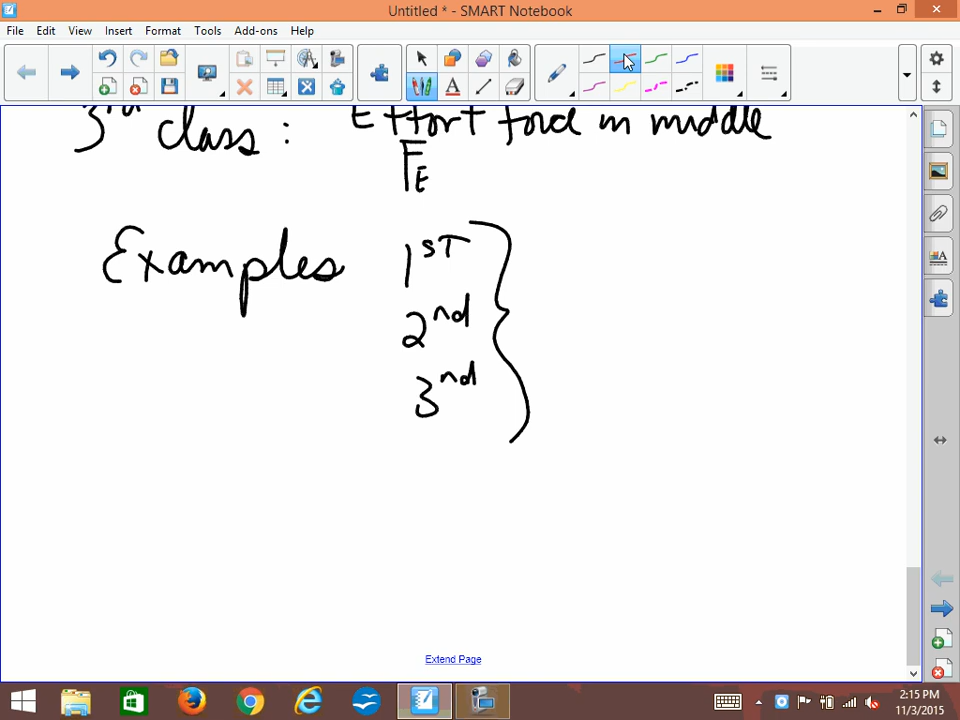 Untitled * - SMART Notebook
File Edit View Insert Format Tools Add-ons Help
3rd class : Effort force in middle
FE
Examples 1ST
2nd
3nd
Extend Page
2:15 PM
11/3/2015